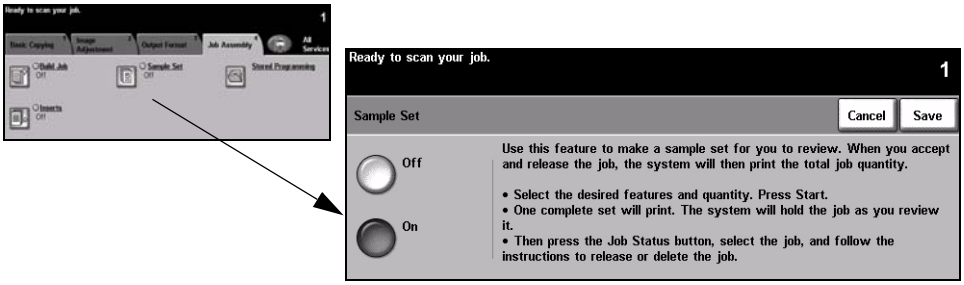 Ready to scan your job.
1
Basic Copying
Image Adjustment
Output Format
Job Assembly
All Services
Build Job
Off
Sample Set
Off
Stored Programming
Inserts
Off
Ready to scan your job.
1
Sample Set
Cancel
Save
Off
On
Use this feature to make a sample set for you to review. When you accept
and release the job, the system will then print the total job quantity.
• Select the desired features and quantity. Press Start.
• One complete set will print. The system will hold the job as you review
it.
• Then press the Job Status button, select the job, and follow the
instructions to release or delete the job.